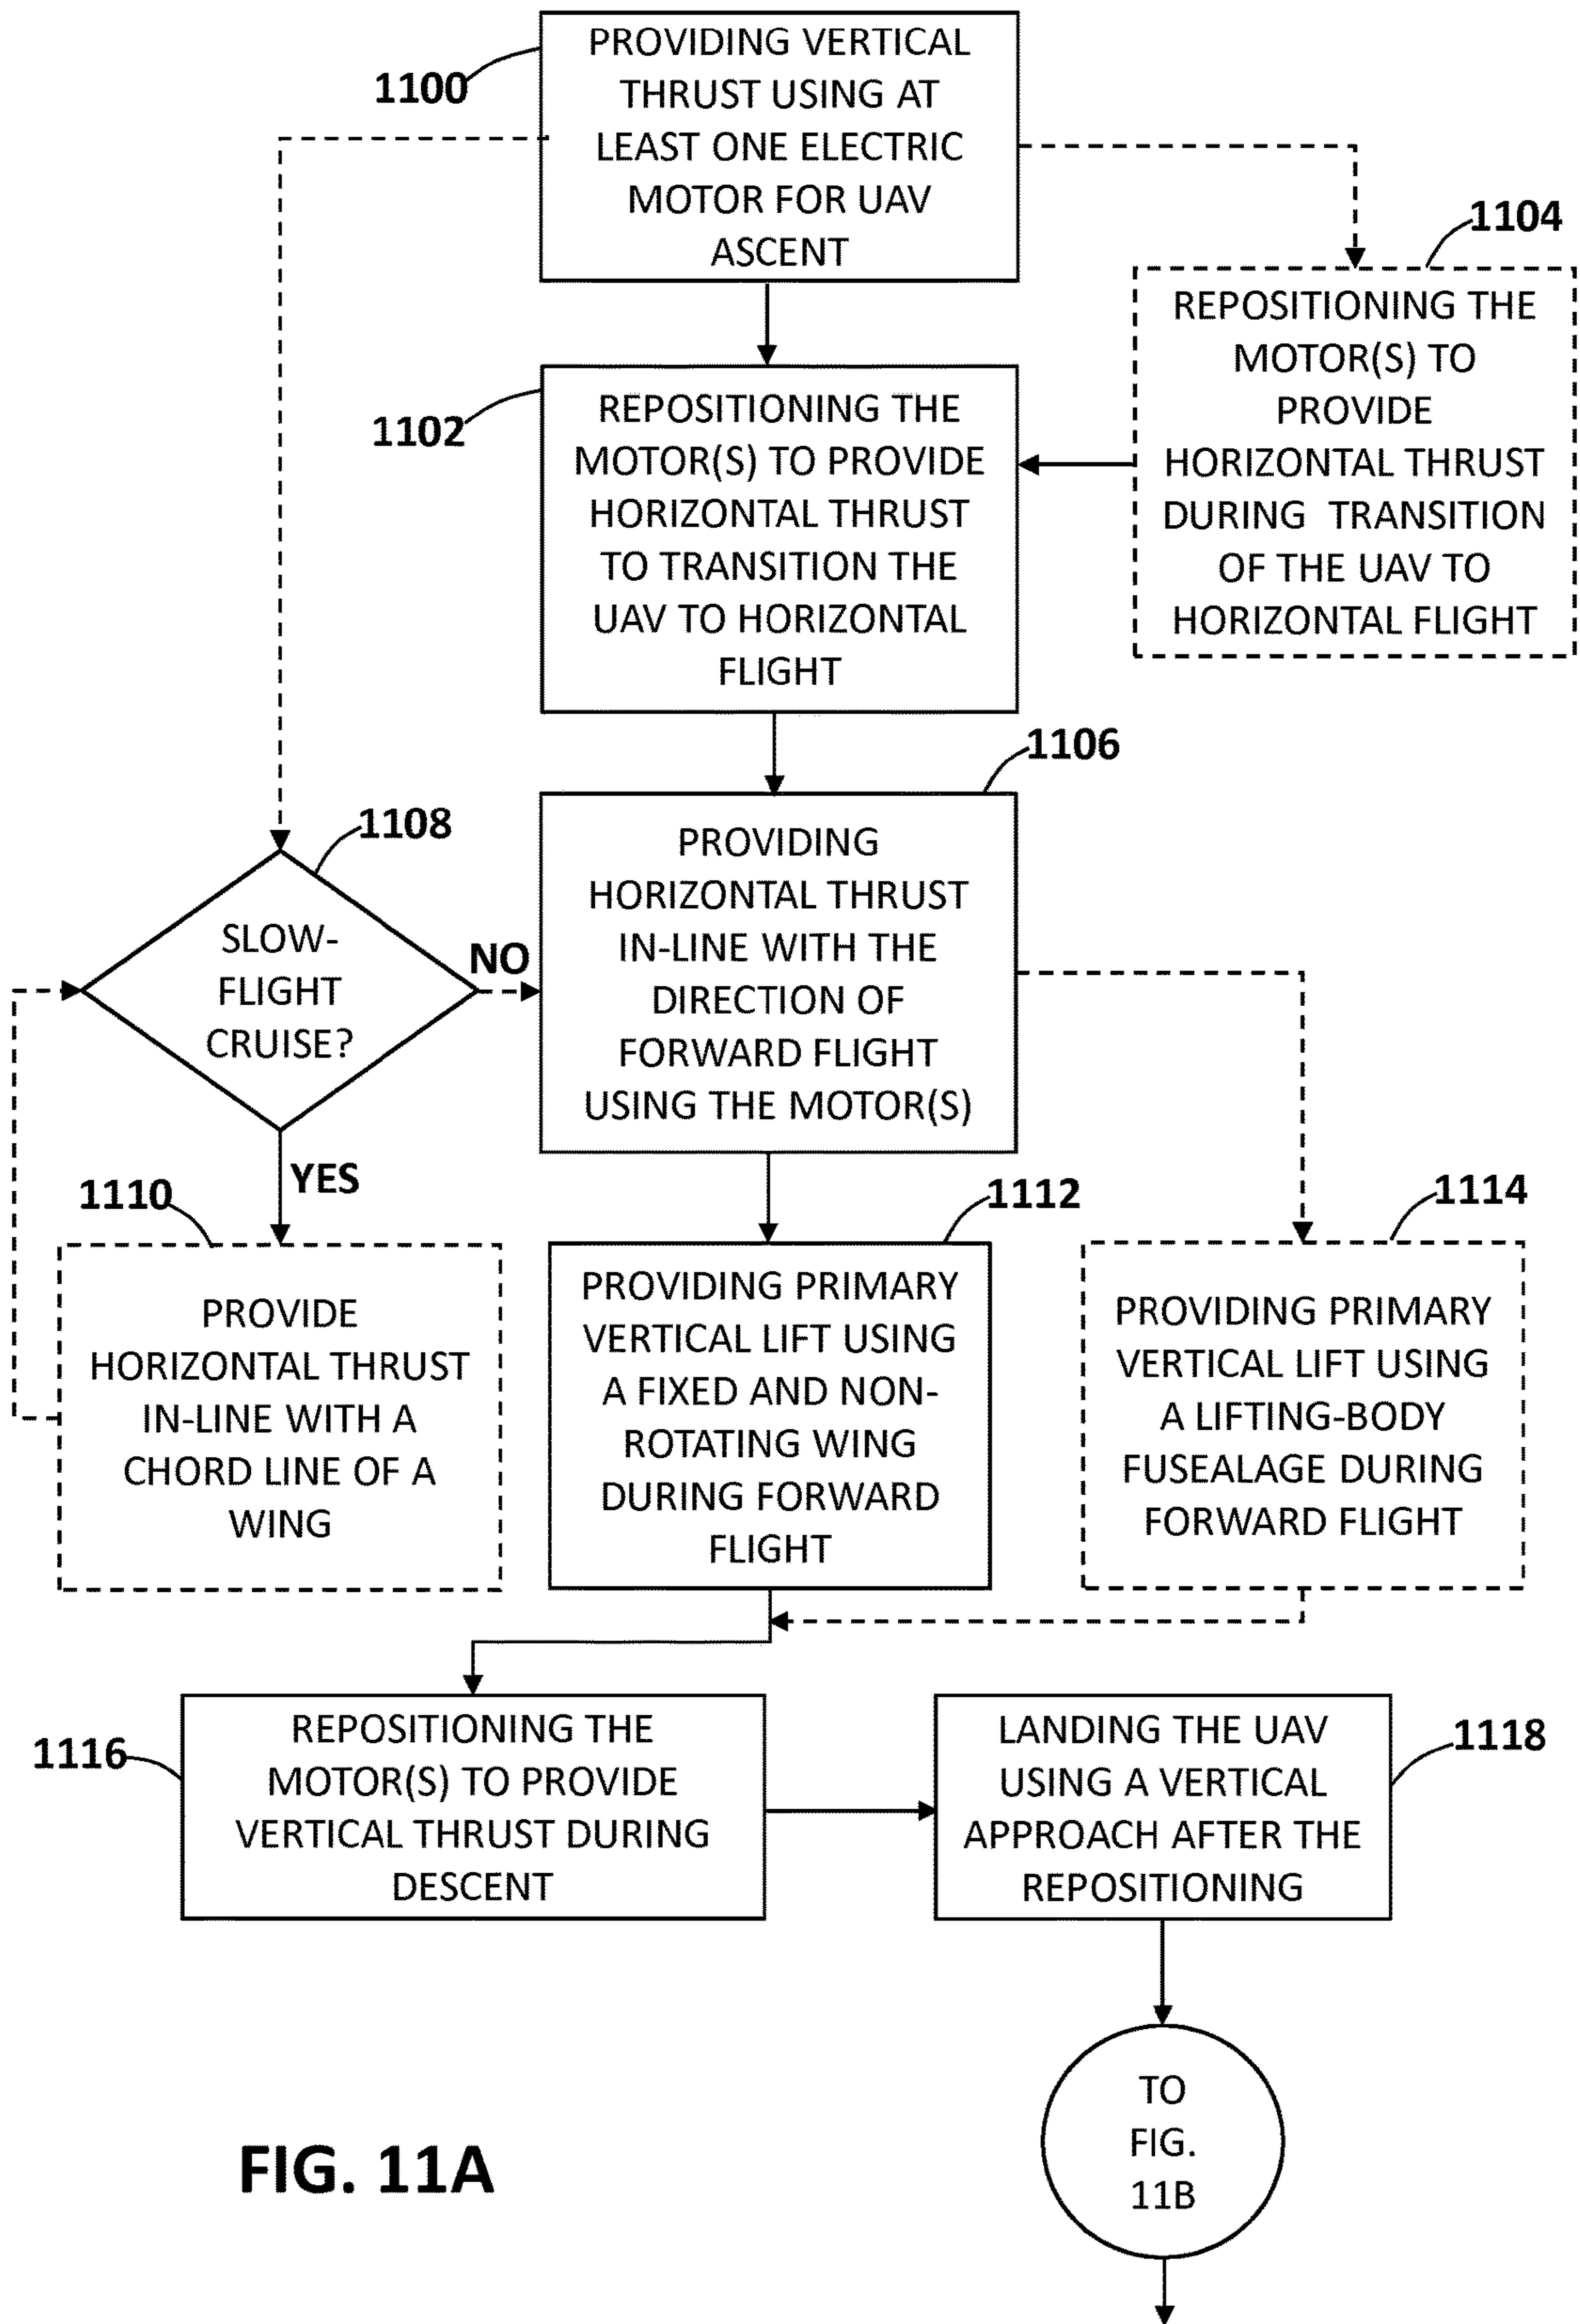 1100
PROVIDING VERTICAL
THRUST USING AT
LEAST ONE ELECTRIC
MOTOR FOR UAV
ASCENT
1104
REPOSITIONING THE
MOTOR(S) TO
PROVIDE
HORIZONTAL THRUST
DURING TRANSITION
OF THE UAV TO
HORIZONTAL FLIGHT
1102
REPOSITIONING THE
MOTOR(S) TO PROVIDE
HORIZONTAL THRUST
TO TRANSITION THE
UAV TO HORIZONTAL
FLIGHT
1106
PROVIDING
HORIZONTAL THRUST
IN-LINE WITH THE
DIRECTION OF
FORWARD FLIGHT
USING THE MOTOR(S)
1108
SLOW-
FLIGHT
CRUISE?
NO
YES
1110
PROVIDE
HORIZONTAL THRUST
IN-LINE WITH A
CHORD LINE OF A
WING
1112
PROVIDING PRIMARY
VERTICAL LIFT USING
A FIXED AND NON-
ROTATING WING
DURING FORWARD
FLIGHT
1114
PROVIDING PRIMARY
VERTICAL LIFT USING
A LIFTING-BODY
FUSEALAGE DURING
FORWARD FLIGHT
1116
REPOSITIONING THE
MOTOR(S) TO PROVIDE
VERTICAL THRUST DURING
DESCENT
1118
LANDING THE UAV
USING A VERTICAL
APPROACH AFTER THE
REPOSITIONING
TO
FIG.
11B
FIG. 11A